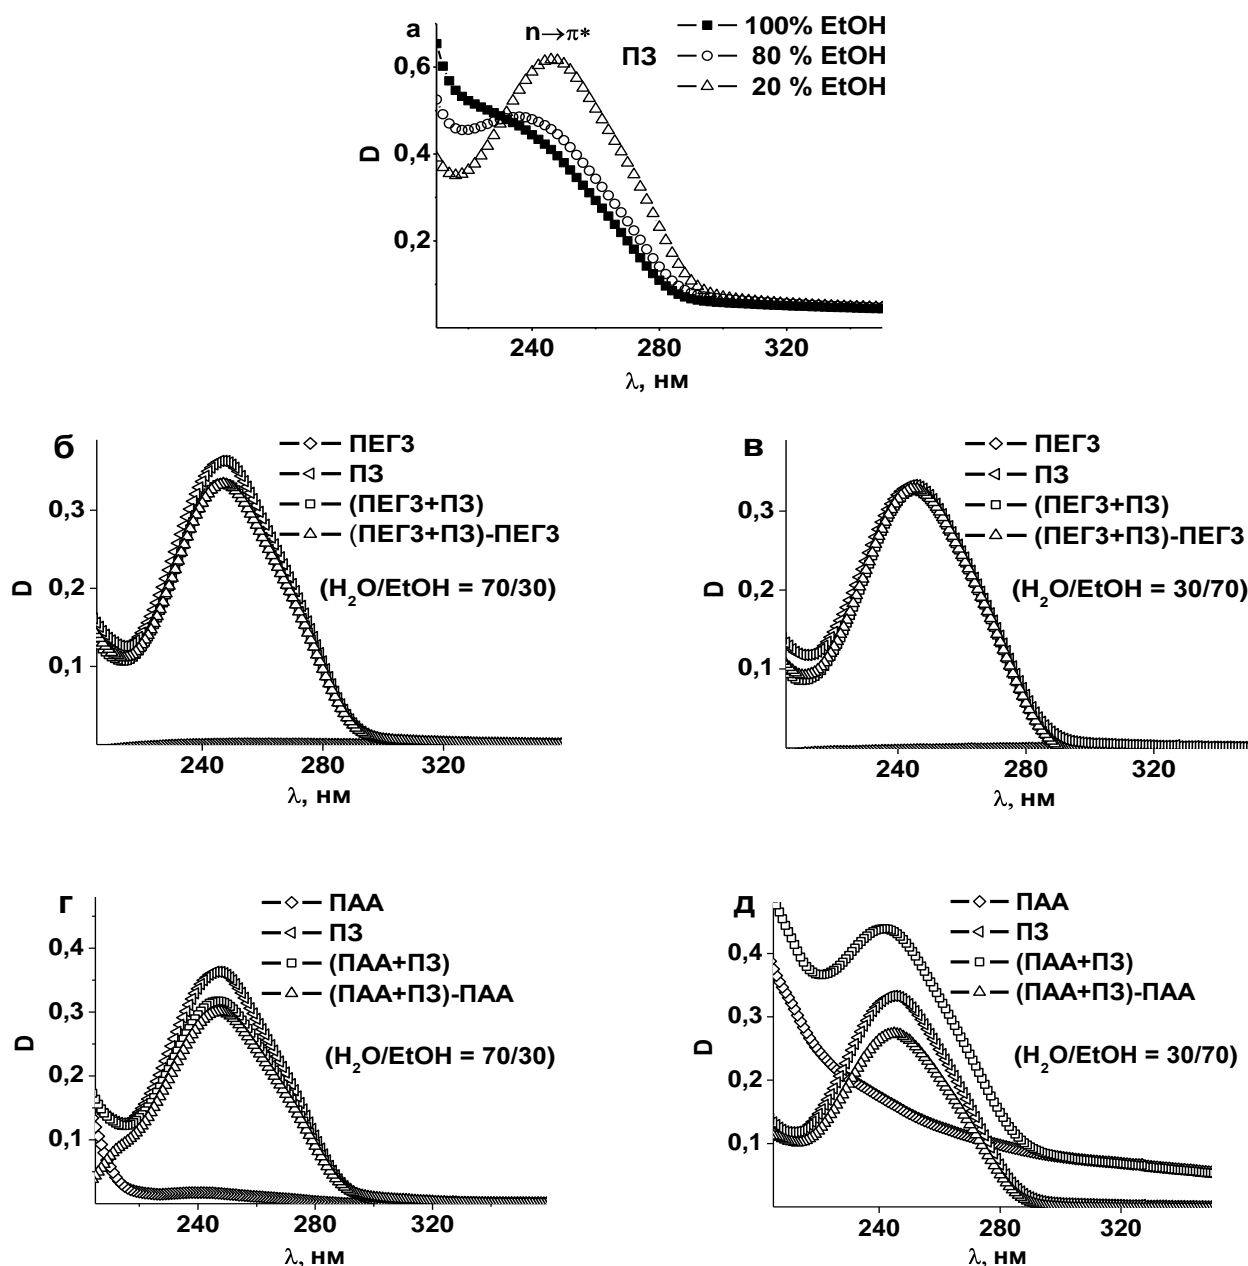 а
n→π*
ПЗ
100% EtOH
80 % EtOH
20 % EtOH
0,6
0,4
0,2
D
240 280 320
λ, нм
б
ПЕГЗ
ПЗ
(ПЕГЗ+ПЗ)
(ПЕГЗ+ПЗ)-ПЕГЗ
(H₂O/EtOH = 70/30)
0,3
0,2
0,1
D
240 280 320
λ, нм
в
ПЕГЗ
ПЗ
(ПЕГЗ+ПЗ)
(ПЕГЗ+ПЗ)-ПЕГЗ
(H₂O/EtOH = 30/70)
0,3
0,2
0,1
D
240 280 320
λ, нм
г
ПАА
ПЗ
(ПАА+ПЗ)
(ПАА+ПЗ)-ПАА
(H₂O/EtOH = 70/30)
0,4
0,3
0,2
0,1
D
240 280 320
λ, нм
д
ПАА
ПЗ
(ПАА+ПЗ)
(ПАА+ПЗ)-ПАА
(H₂O/EtOH = 30/70)
0,4
0,3
0,2
0,1
D
240 280 320
λ, нм